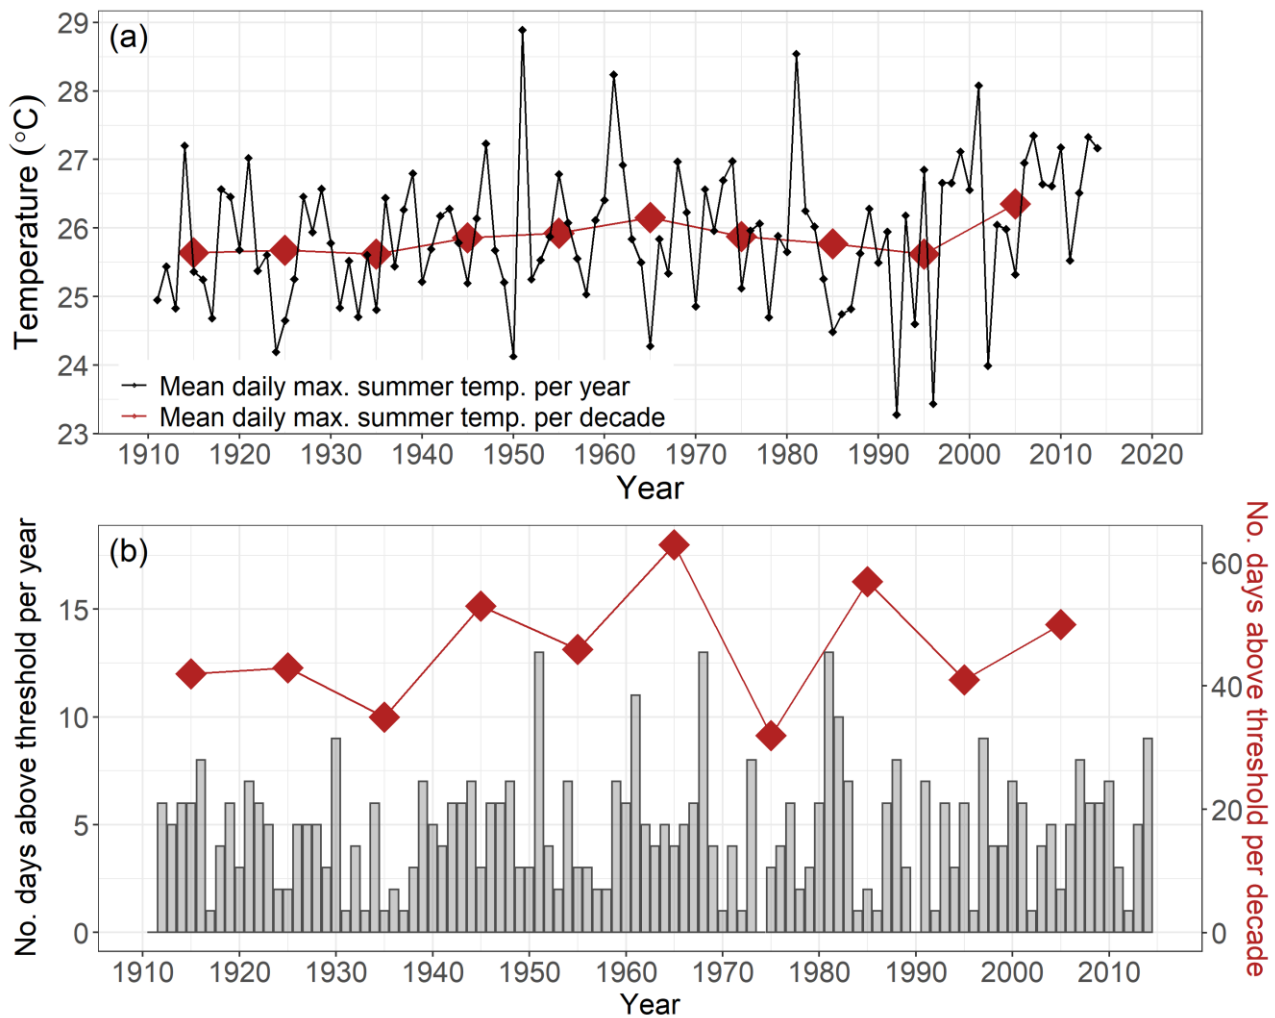 (a)
29
28
27
26
25
24
23
Temperature (°C)
Mean daily max. summer temp. per year
Mean daily max. summer temp. per decade
1910 1920 1930 1940 1950 1960 1970 1980 1990 2000 2010 2020
Year
(b)
No. days above threshold per year
15
10
5
0
60
40
20
0
No. days above threshold per decade
1910 1920 1930 1940 1950 1960 1970 1980 1990 2000 2010
Year